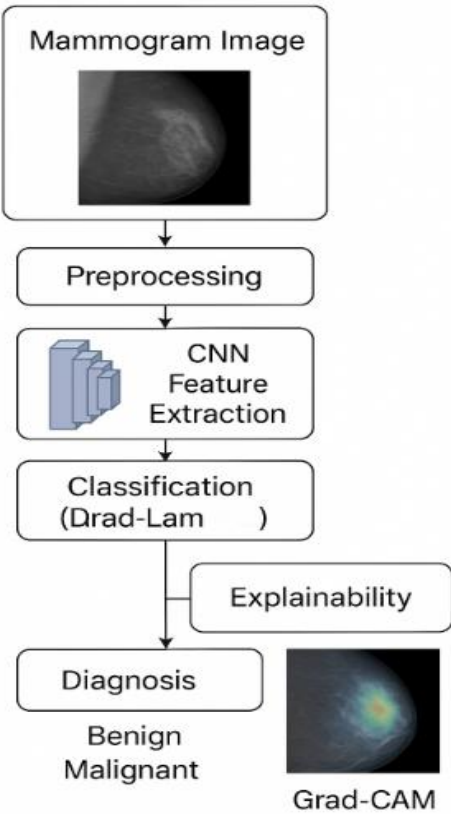 Mammogram Image
Preprocessing
CNN
Feature
Extraction
Classification
(Drad-Lam )
Explainability
Diagnosis
Benign
Malignant
Grad-CAM